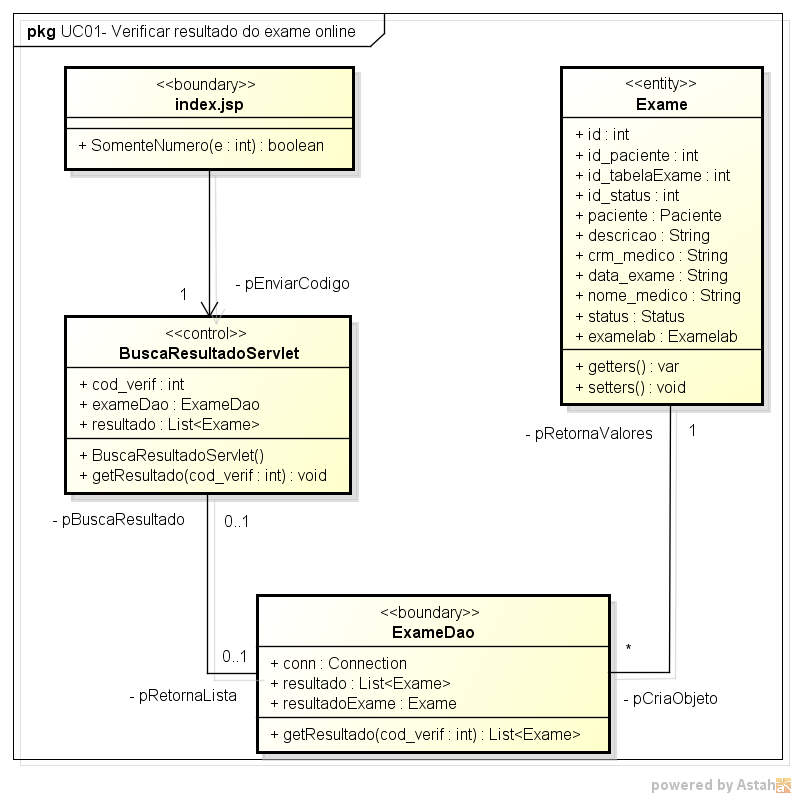 pkg UC01- Verificar resultado do exame online
<<boundary>>
index.jsp
+ SomenteNumero(e : int) : boolean
<<entity>>
Exame
+ id : int
+ id_paciente : int
+ id_tabelaExame : int
+ id_status : int
+ paciente : Paciente
+ descricao : String
+ crm_medico : String
+ data_exame : String
+ nome_medico : String
+ status : Status
+ examelab : Examelab
+ getters() : var
+ setters() : void
- pEnviarCodigo
1
<<control>>
BuscaResultadoServlet
+ cod_verif : int
+ exameDao : ExameDao
+ resultado : List<Exame>
+ BuscaResultadoServlet()
+ getResultado(cod_verif : int) : void
- pRetornaValores
1
- pBuscaResultado
0..1
<<boundary>>
ExameDao
+ conn : Connection
+ resultado : List<Exame>
+ resultadoExame : Exame
+ getResultado(cod_verif : int) : List<Exame>
0..1
- pRetornaLista
*
- pCriaObjeto
powered by Astah